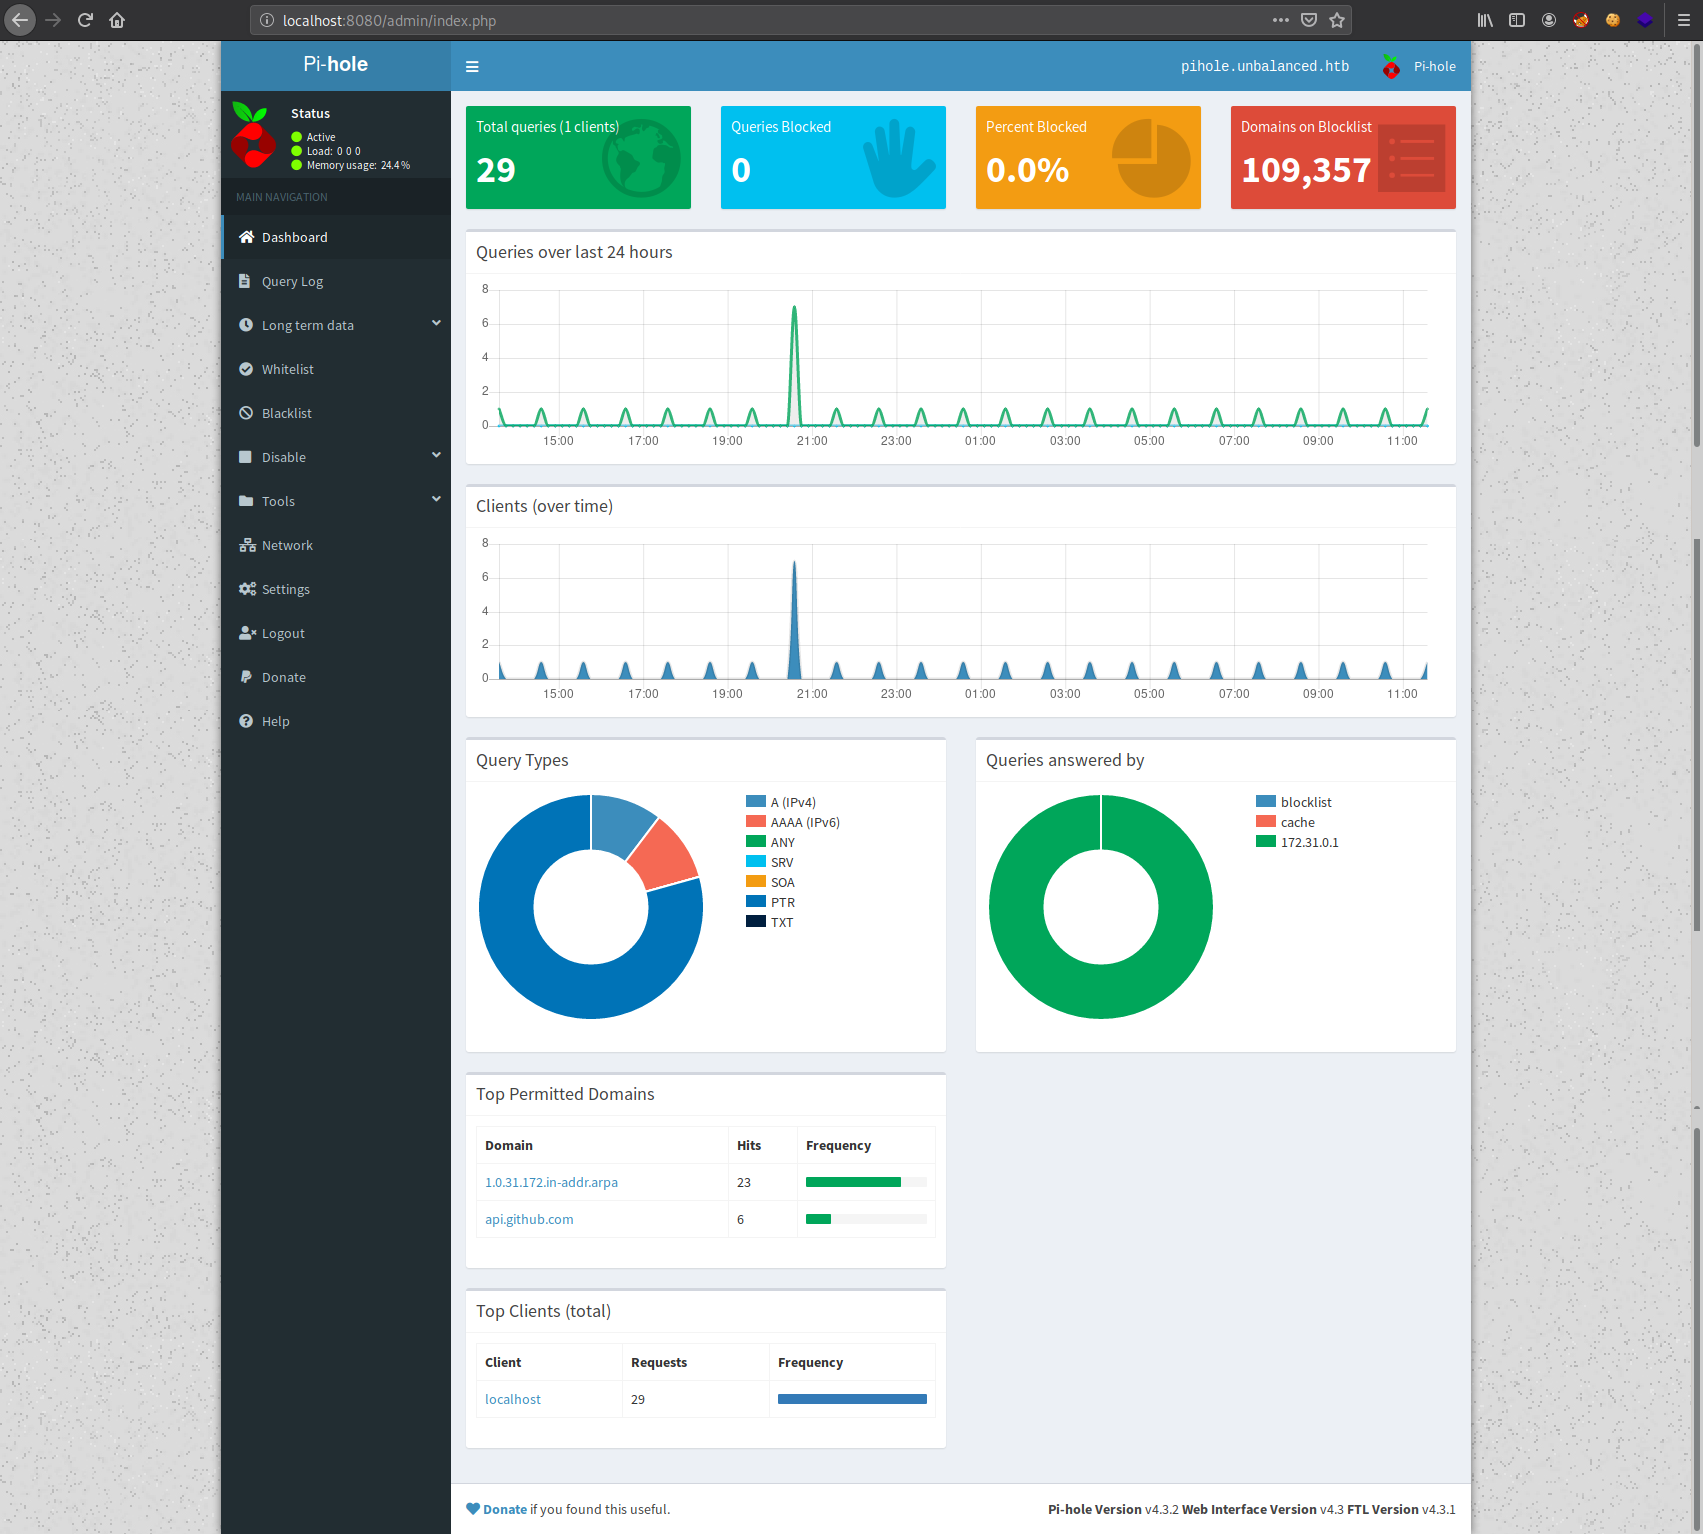 localhost:8080/admin/index.php
Pi-hole
pihole.unbalanced.htb
Pi-hole
Status
Active
Load: 0 0 0
Memory usage: 24.4 %
MAIN NAVIGATION
Dashboard
Query Log
Long term data
Whitelist
Blacklist
Disable
Tools
Network
Settings
Logout
Donate
Help
Total queries (1 clients)
29
Queries Blocked
0
Percent Blocked
0.0%
Domains on Blocklist
109,357
Queries over last 24 hours
8
6
4
2
0
15:00 17:00 19:00 21:00 23:00 01:00 03:00 05:00 07:00 09:00 11:00
Clients (over time)
8
6
4
2
0
15:00 17:00 19:00 21:00 23:00 01:00 03:00 05:00 07:00 09:00 11:00
Query Types
A (IPv4)
AAAA (IPv6)
ANY
SRV
SOA
PTR
TXT
Queries answered by
blocklist
cache
172.31.0.1
Top Permitted Domains
Domain Hits Frequency
1.0.31.172.in-addr.arpa 23
api.github.com 6
Top Clients (total)
Client Requests Frequency
localhost 29
Donate if you found this useful.
Pi-hole Version v4.3.2 Web Interface Version v4.3 FTL Version v4.3.1